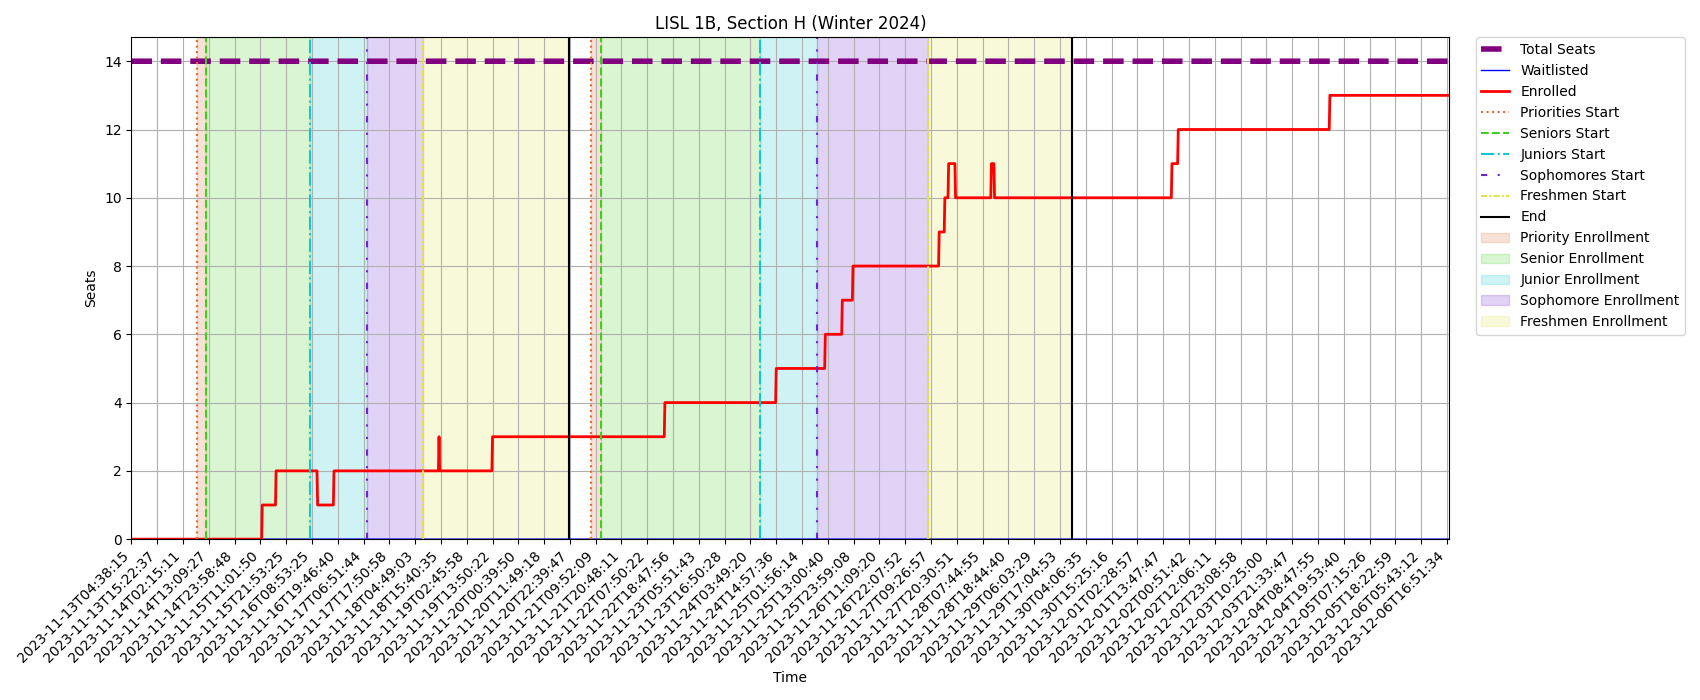 LISL 1B, Section H (Winter 2024)
14
12
10
8
6
4
2
0
Seats
Total Seats
Waitlisted
Enrolled
Priorities Start
Seniors Start
Juniors Start
Sophomores Start
Freshmen Start
End
Priority Enrollment
Senior Enrollment
Junior Enrollment
Sophomore Enrollment
Freshmen Enrollment
2023-11-13T04:38:15
2023-11-13T15:22:37
2023-11-14T02:15:11
2023-11-14T13:09:27
2023-11-14T23:58:48
2023-11-15T11:01:50
2023-11-15T21:53:25
2023-11-16T08:53:25
2023-11-16T19:46:40
2023-11-17T06:51:44
2023-11-17T17:50:58
2023-11-18T04:49:03
2023-11-18T15:40:35
2023-11-19T02:45:58
2023-11-19T13:50:22
2023-11-20T00:39:50
2023-11-20T11:49:18
2023-11-20T22:39:47
2023-11-21T09:52:09
2023-11-21T20:48:11
2023-11-22T07:50:22
2023-11-22T18:47:56
2023-11-23T05:51:43
2023-11-23T16:50:28
2023-11-24T03:49:20
2023-11-24T14:57:36
2023-11-25T01:56:14
2023-11-25T13:00:40
2023-11-25T23:59:08
2023-11-26T11:09:20
2023-11-26T22:07:52
2023-11-27T09:26:57
2023-11-27T20:30:51
2023-11-28T07:44:55
2023-11-28T18:44:40
2023-11-29T06:03:29
2023-11-29T17:04:53
2023-11-30T04:06:35
2023-11-30T15:25:16
2023-12-01T02:28:57
2023-12-01T13:47:47
2023-12-02T00:51:42
2023-12-02T12:06:11
2023-12-02T23:08:58
2023-12-03T10:25:00
2023-12-03T21:33:47
2023-12-04T08:47:55
2023-12-04T19:53:40
2023-12-05T07:15:26
2023-12-05T18:22:59
2023-12-06T05:43:12
2023-12-06T16:51:34
Time